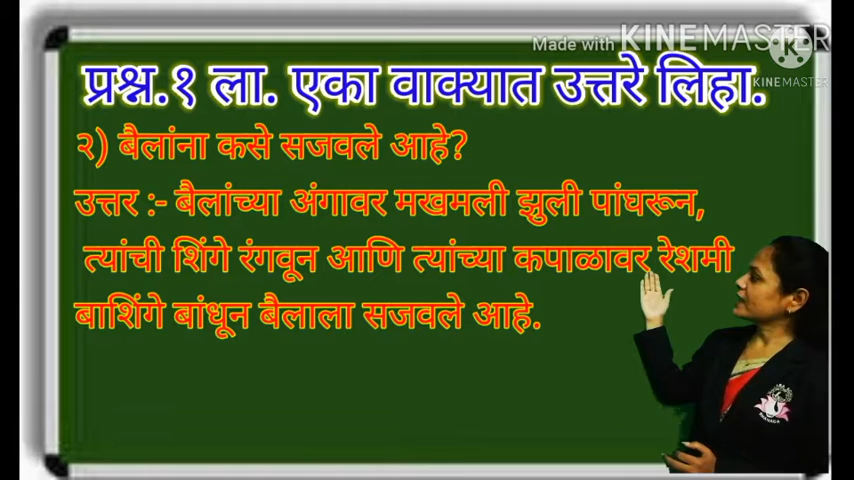 Made with KINEMASTER
KINEMASTER
प्रश्न.१ ला. एका वाक्यात उत्तरे लिहा.
२) बैलांना कसे सजवले आहे?
उत्तर :- बैलांच्या अंगावर मखमली झुली पांघरून,
त्यांची शिंगे रंगवून आणि त्यांच्या कपाळावर रेशमी
बाशिंगे बांधून बैलाला सजवले आहे.